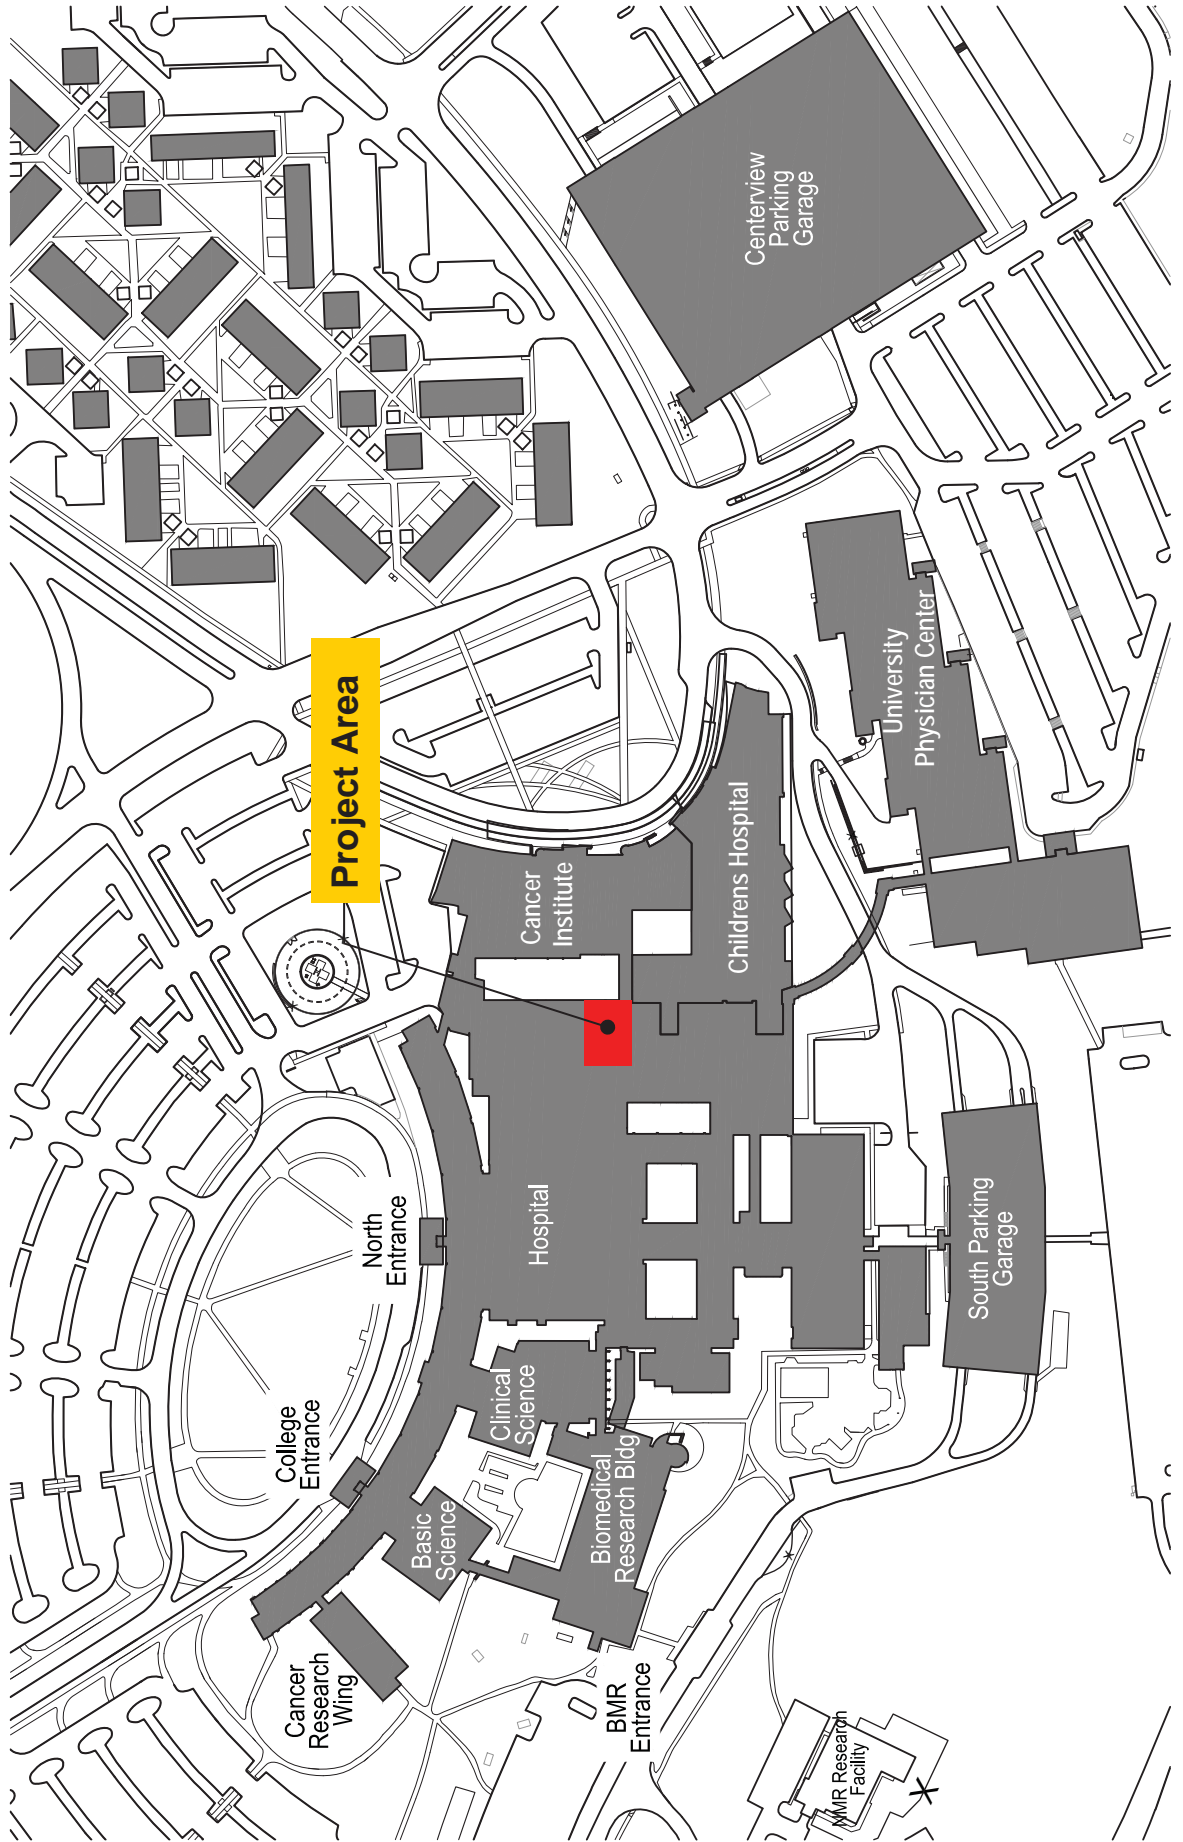 Centerview
Parking
Garage
Project Area
University
Physician Center
Cancer
Institute
Childrens Hospital
North
Entrance
Hospital
South Parking
Garage
College
Entrance
Clinical
Science
Basic
Science
Biomedical
Research Bldg
Cancer
Research
Wing
BMR
Entrance
NMR Research
Facility